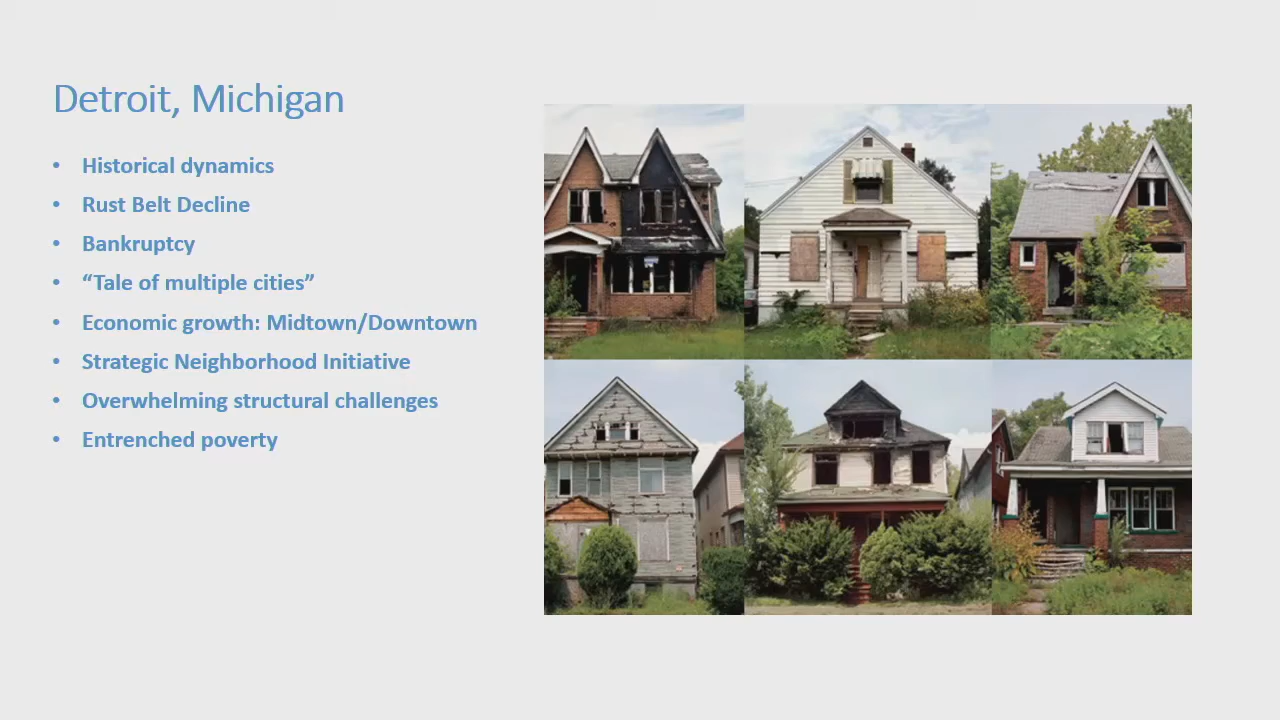 Detroit, Michigan
• Historical dynamics
• Rust Belt Decline
• Bankruptcy
• “Tale of multiple cities”
• Economic growth: Midtown/Downtown
• Strategic Neighborhood Initiative
• Overwhelming structural challenges
• Entrenched poverty